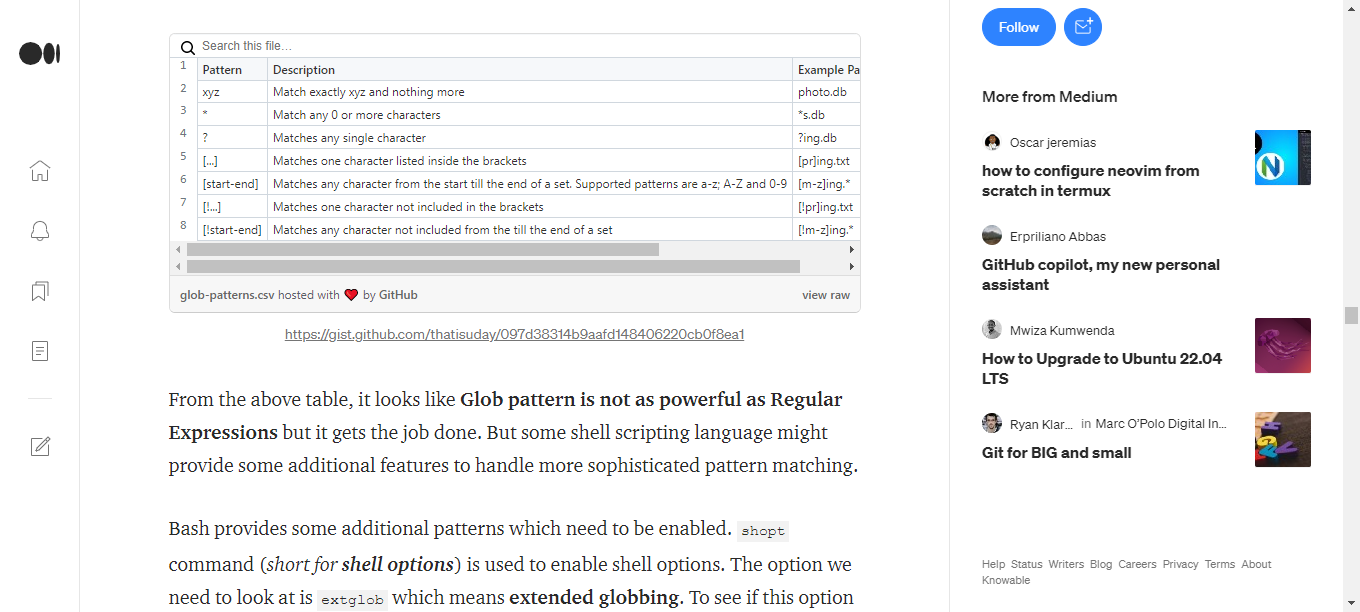 Search this file...
1 Pattern Description Example Pa
2 xyz Match exactly xyz and nothing more photo.db
3 * Match any 0 or more characters *s.db
4 ? Matches any single character ?ing.db
5 [...] Matches one character listed inside the brackets [pr]ing.txt
6 [start-end] Matches any character from the start till the end of a set. Supported patterns are a-z; A-Z and 0-9 [m-z]ing.*
7 [!...] Matches one character not included in the brackets [!pr]ing.txt
8 [!start-end] Matches any character not included from the till the end of a set [!m-z]ing.*
glob-patterns.csv hosted with ❤ by GitHub view raw
https://gist.github.com/thatisuday/097d38314b9aafd148406220cb0f8ea1
From the above table, it looks like Glob pattern is not as powerful as Regular
Expressions but it gets the job done. But some shell scripting language might
provide some additional features to handle more sophisticated pattern matching.
Bash provides some additional patterns which need to be enabled. shopt
command (short for shell options) is used to enable shell options. The option we
need to look at is extglob which means extended globbing. To see if this option
Follow
More from Medium
Oscar jeremias
how to configure neovim from
scratch in termux
Erpriliano Abbas
GitHub copilot, my new personal
assistant
Mwiza Kumwenda
How to Upgrade to Ubuntu 22.04
LTS
Ryan Klar... in Marc O'Polo Digital In...
Git for BIG and small
Help Status Writers Blog Careers Privacy Terms About
Knowable